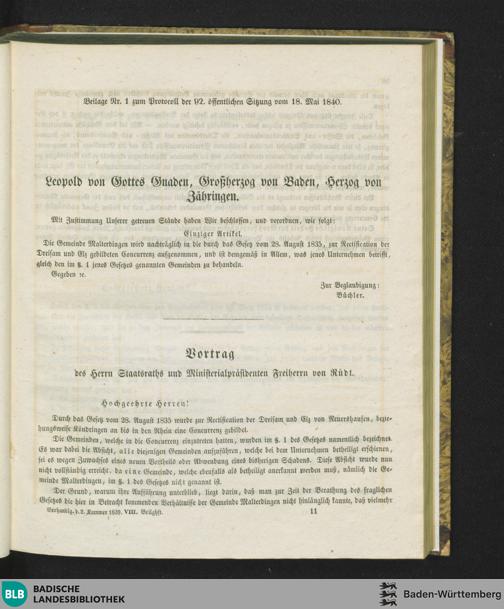 Beilage Nr. 1 zum Protocoll der 92. öffentlichen Sitzung vom 18. Mai 1840.
Leopold von Gottes Gnaden, Großherzog von Baden, Herzog von
Zähringen.
Mit Zustimmung Unserer getreuen Stände haben Wir beschlossen, und verordnen, wie folgt:
Einziger Artikel.
Die Gemeinde Malterdingen wird nachträglich in die durch das Gesetz vom 28. August 1835, zur Rectification der
Dreisam und Elz gebildeten Concurrenz aufgenommen, und ist demgemäß in Allem, was jenes Unternehmen betrifft,
gleich den im §. 1 jenes Gesetzes genannten Gemeinden zu behandeln.
Gegeben ꝛc.
Zur Beglaubigung:
Büchler.
Vortrag
des Herrn Staatsraths und Ministerialpräsidenten Freiherrn von Rüdt.
Hochgeehrte Herren!
Durch das Gesetz vom 28. August 1835 wurde zur Rectification der Dreisam und Elz von Neuershausen, bezie-
hungsweise Köndringen an bis in den Rhein eine Concurrenz gebildet.
Die Gemeinden, welche in die Concurrenz einzutreten hatten, wurden im §. 1 des Gesetzes namentlich bezeichnet.
Es war dabei die Absicht, alle diejenigen Gemeinden aufzuführen, welche bei dem Unternehmen betheiligt erschienen,
sei es wegen Zuwachses eines neuen Vortheils oder Abwendung eines bisherigen Schadens. Diese Absicht wurde nun
nicht vollständig erreicht, da eine Gemeinde, welche ebenfalls als betheiligt anerkannt werden muß, nämlich die Ge-
meinde Malterdingen, im §. 1 des Gesetzes nicht genannt ist.
Der Grund, warum ihre Aufführung unterblieb, liegt darin, daß man zur Zeit der Berathung des fraglichen
Gesetzes die hier in Betracht kommenden Verhältnisse der Gemeinde Malterdingen nicht hinlänglich kannte, daß vielmehr
Verhandlg. d. 2. Kammer 1839. VIII. Beilghft. 11
BLB BADISCHE
LANDESBIBLIOTHEK
Baden-Württemberg